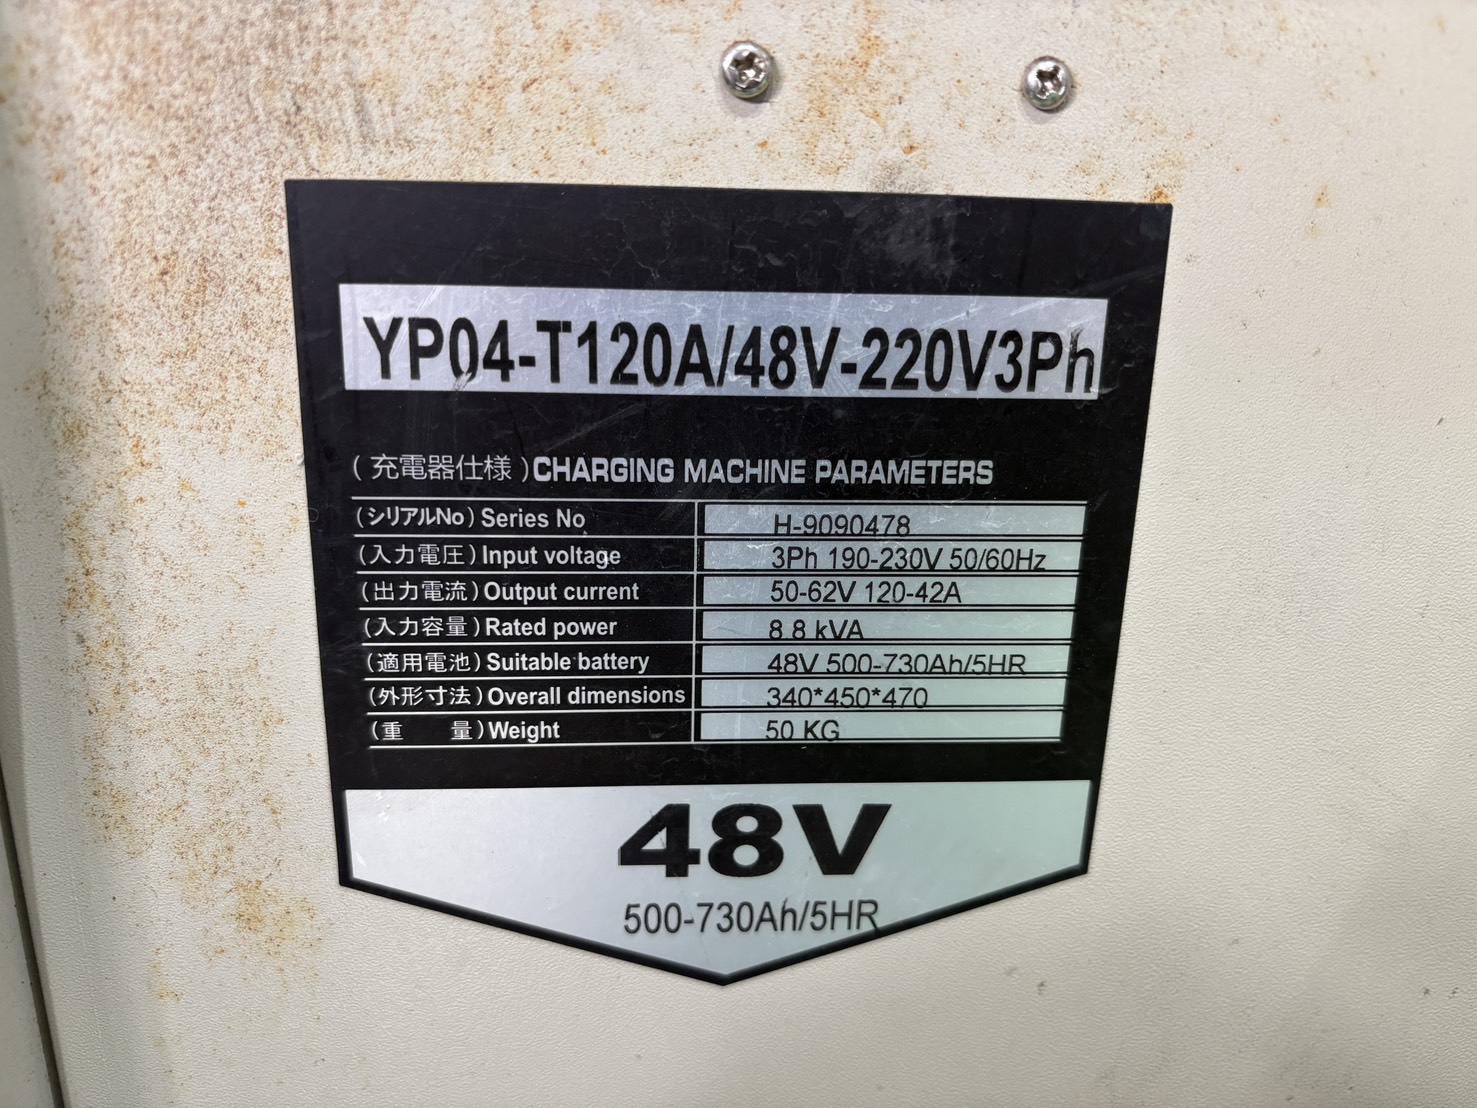 YP04-T120A/48V-220V3Ph
(充電器仕様)CHARGING MACHINE PARAMETERS
(シリアルNo) Series No H-9090478
(入力電圧) Input voltage 3Ph 190-230V 50/60Hz
(出力電流) Output current 50-62V 120-42A
(入力容量) Rated power 8.8 kVA
(適用電池) Suitable battery 48V 500-730Ah/5HR
(外形寸法) Overall dimensions 340*450*470
(重 量) Weight 50 KG
48V
500-730Ah/5HR